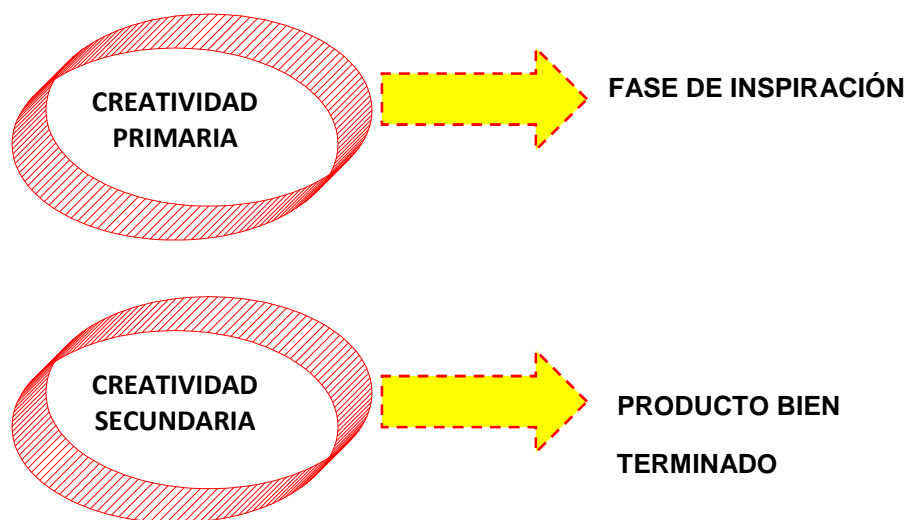 CREATIVIDAD
PRIMARIA
FASE DE INSPIRACIÓN
CREATIVIDAD
SECUNDARIA
PRODUCTO BIEN
TERMINADO